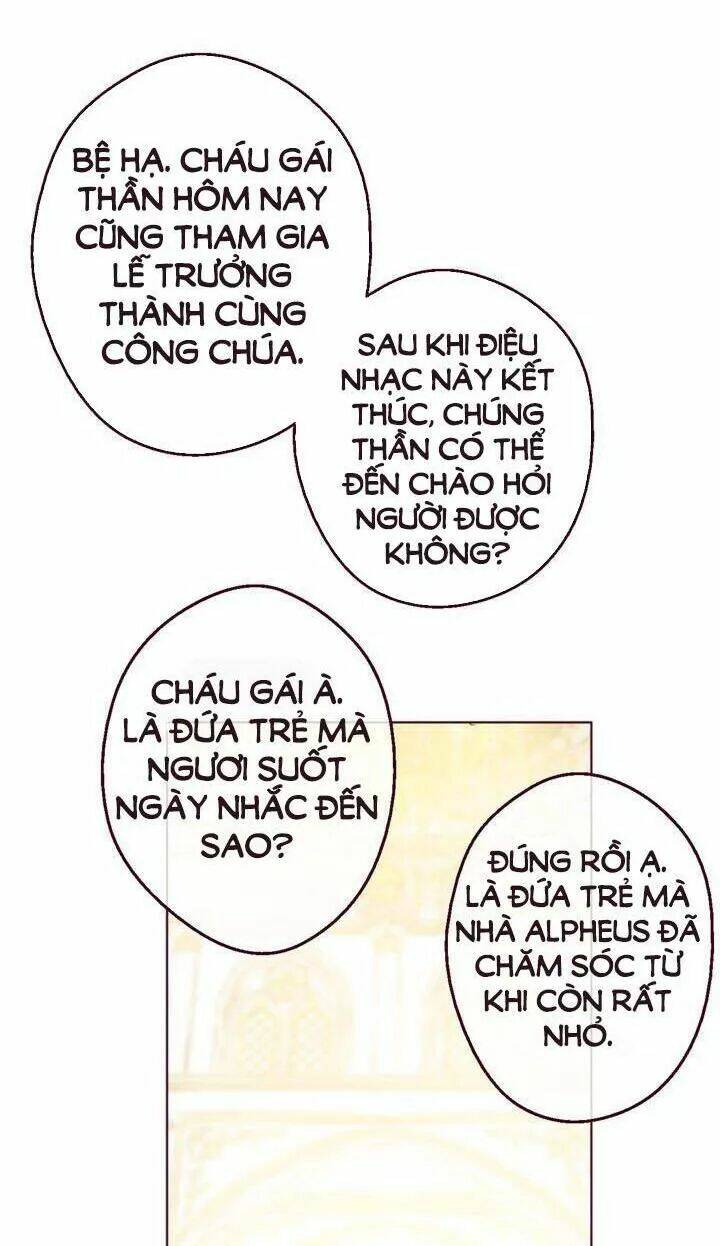 BỆ HẠ. CHÁU GÁI
THẦN HÔM NAY
CŨNG THAM GIA
LỄ TRƯỞNG
THÀNH CÙNG
CÔNG CHÚA.
SAU KHI ĐIỆU
NHẠC NÀY KẾT
THÚC, CHÚNG
THẦN CÓ THỂ
ĐẾN CHÀO HỎI
NGƯỜI ĐƯỢC
KHÔNG?
CHÁU GÁI À.
LÀ ĐỨA TRẺ MÀ
NGƯƠI SUỐT
NGÀY NHẮC ĐẾN
SAO?
ĐÚNG RỒI Ạ.
LÀ ĐỨA TRẺ MÀ
NHÀ ALPHEUS ĐÃ
CHĂM SÓC TỪ
KHI CÒN RẤT
NHỎ.